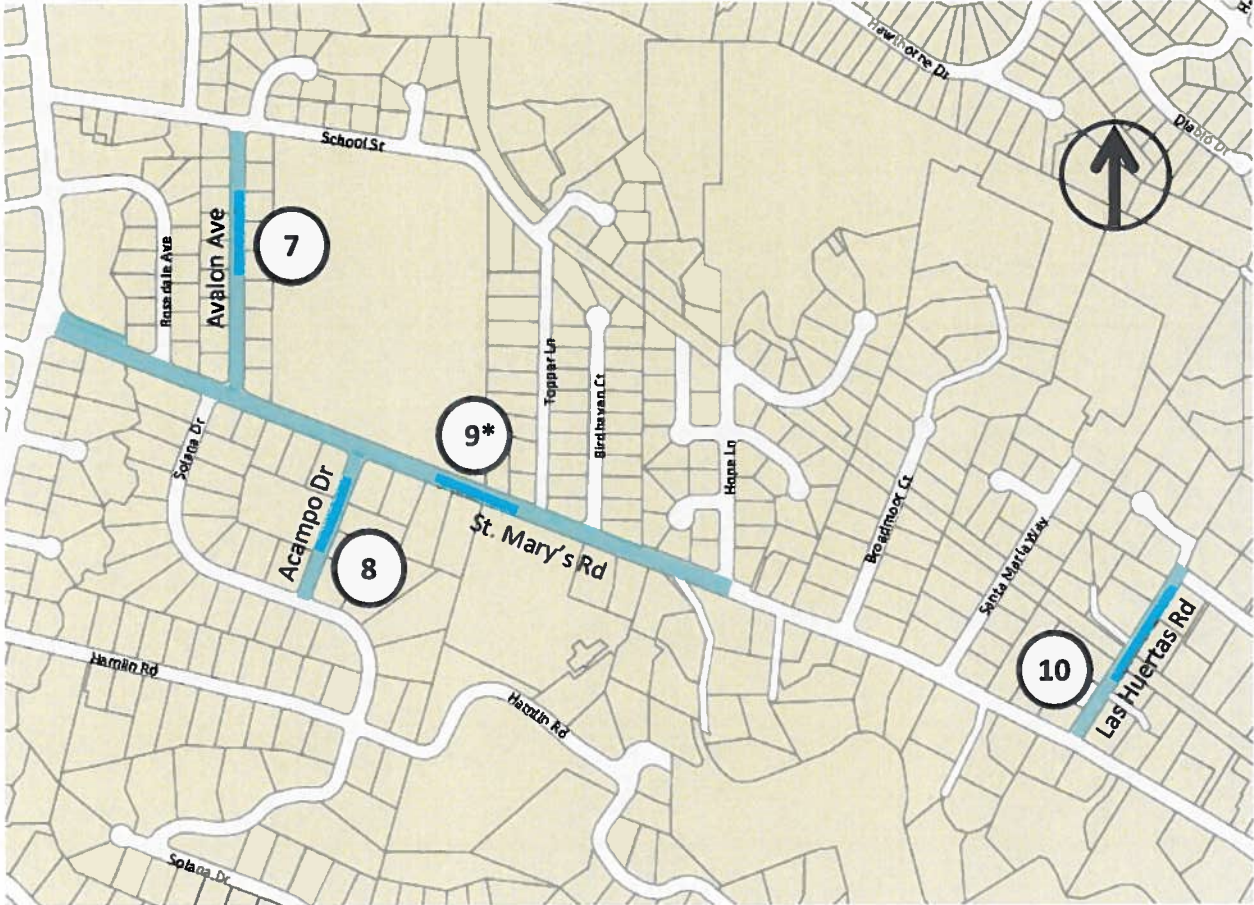 Hawthorne Dr
Diablo Dr
School St
Rosedale Ave
Avalon Ave
7
Toppar Ln
Birdhaven Ct
9*
Solana Dr
Hope Ln
Acampo Dr
St. Mary's Rd
Broadmoor Ct
8
Santa Maria Way
Hamlin Rd
10
Las Huertas Rd
Hamlin Rd
Solana Dr